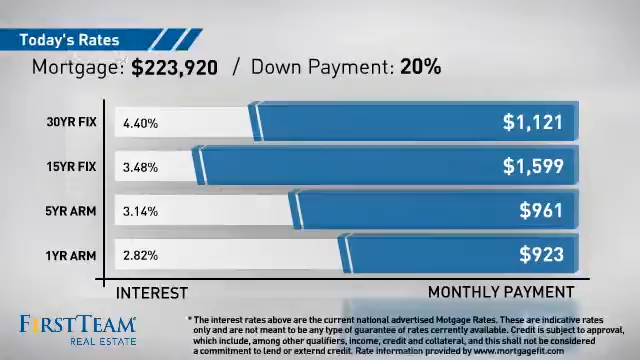 Today's Rates
Mortgage: $223,920 / Down Payment: 20%
30YR FIX 4.40% $1,121
15YR FIX 3.48% $1,599
5YR ARM 3.14% $961
1YR ARM 2.82% $923
INTEREST MONTHLY PAYMENT
FIRSTTEAM®
REAL ESTATE
* The interest rates above are the current national advertised Motgage Rates. These are indicative rates
only and are not meant to be any type of guarantee of rates currently available. Credit is subject to approval,
which include, among other qualifiers, income, credit and collateral, and this shall not be considered
a commitment to lend or extend credit. Rate information provided by www.mortgageit.com